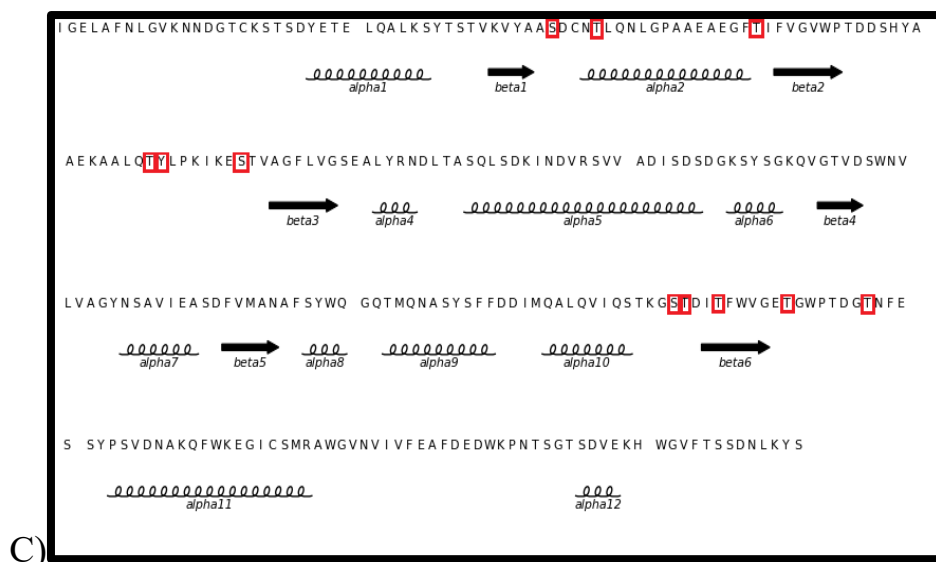 IGELAFNLGVKNNDGTCKSTSDYETE LQALKSYTSTVKVYAASDCNTLQNLGPAAEAEGFTIFVGVWPTDDSHYA
alpha1 beta1 alpha2 beta2
AEKAALQTYLPKIKESTVAGFLVGSEALYRNDLTASQLSDKINDVRSVV ADISDSDGKSYSGKQVGTVDSWNV
beta3 alpha4 alpha5 alpha6 beta4
LVAGYNSAVIEASDFVMANAFSYWQ GQTMQNASYSFFDDIMQALQVIQSTKGSTDITFWVGETGWPTDGTNFE
alpha7 beta5 alpha8 alpha9 alpha10 beta6
S SYPSVDNAKQFWKEGICSMRAWGVNVIVFEAFDEDWKPNTSGTSDVEKH WGVFTSSDNLKYS
alpha11 alpha12
C)